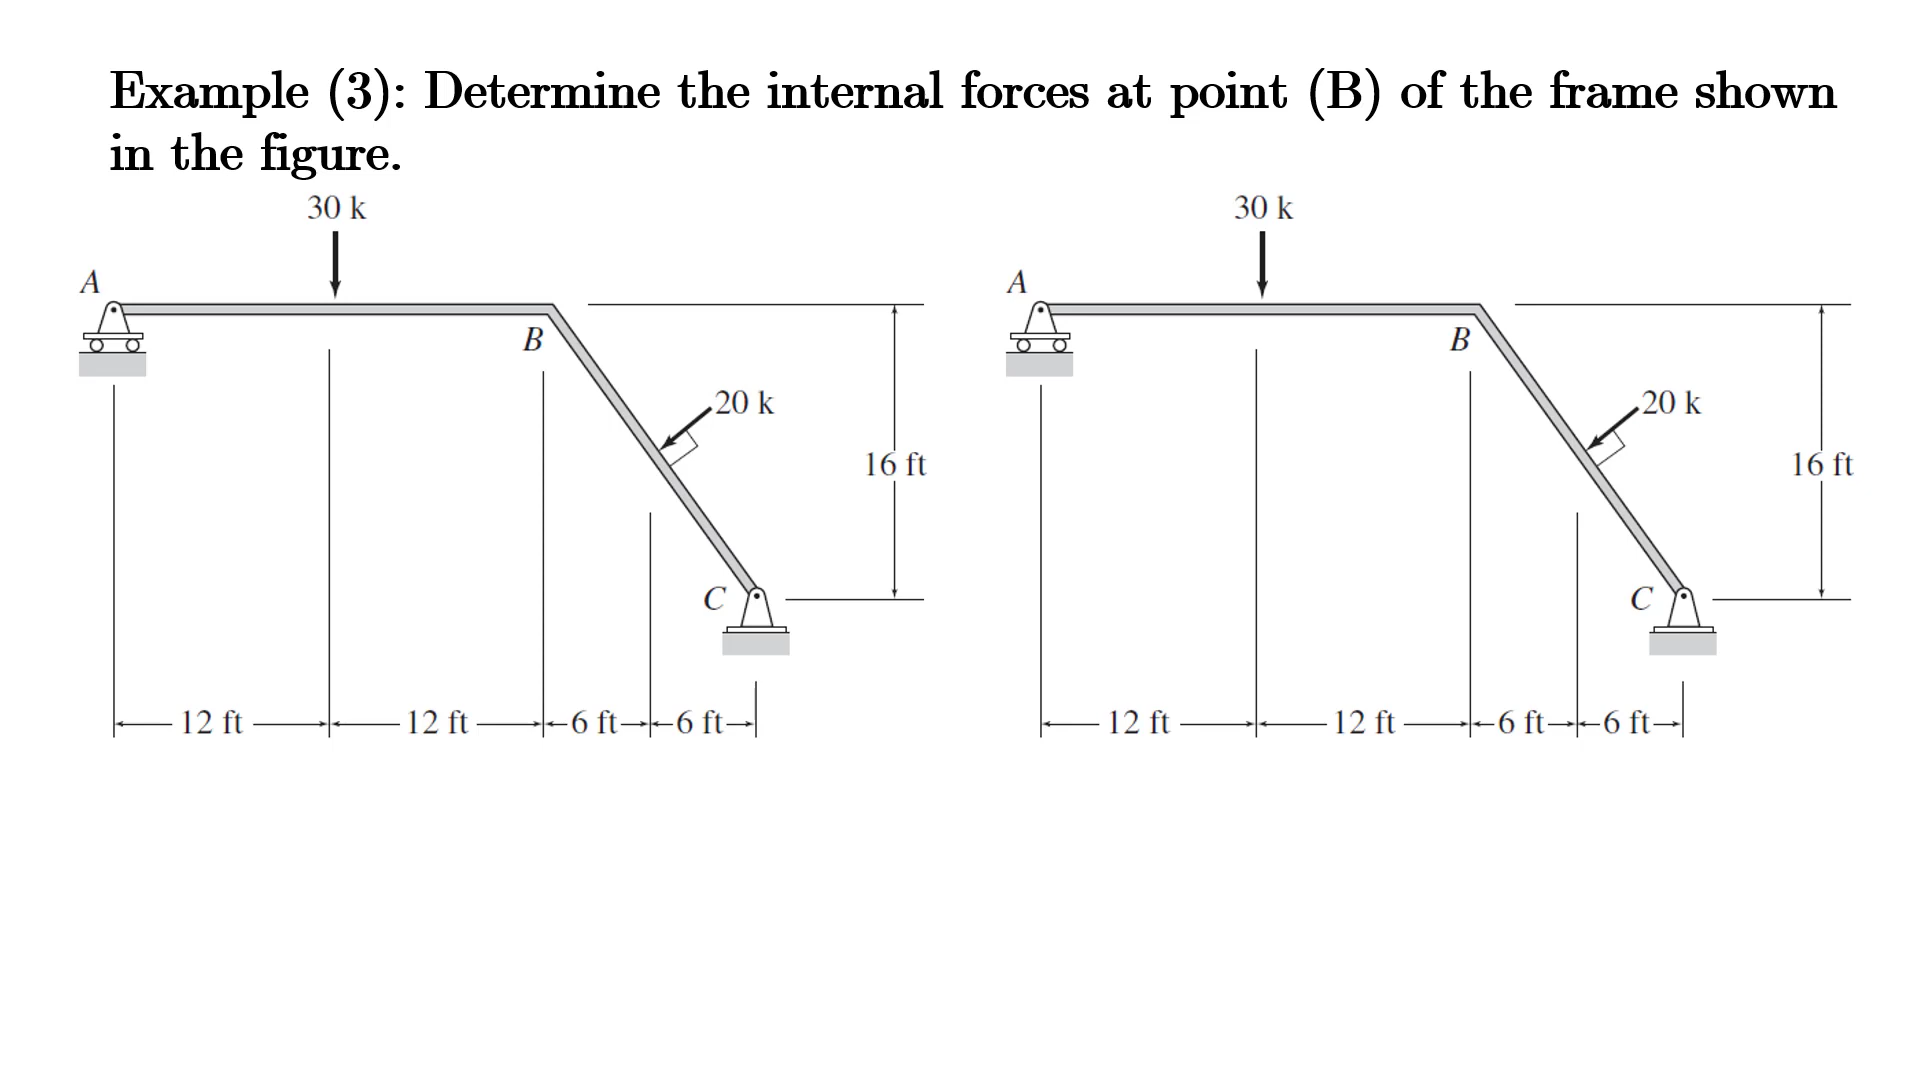 Example (3): Determine the internal forces at point (B) of the frame shown
in the figure.
30 k
A
B
20 k
16 ft
C
12 ft
12 ft
6 ft
6 ft
30 k
A
B
20 k
16 ft
C
12 ft
12 ft
6 ft
6 ft